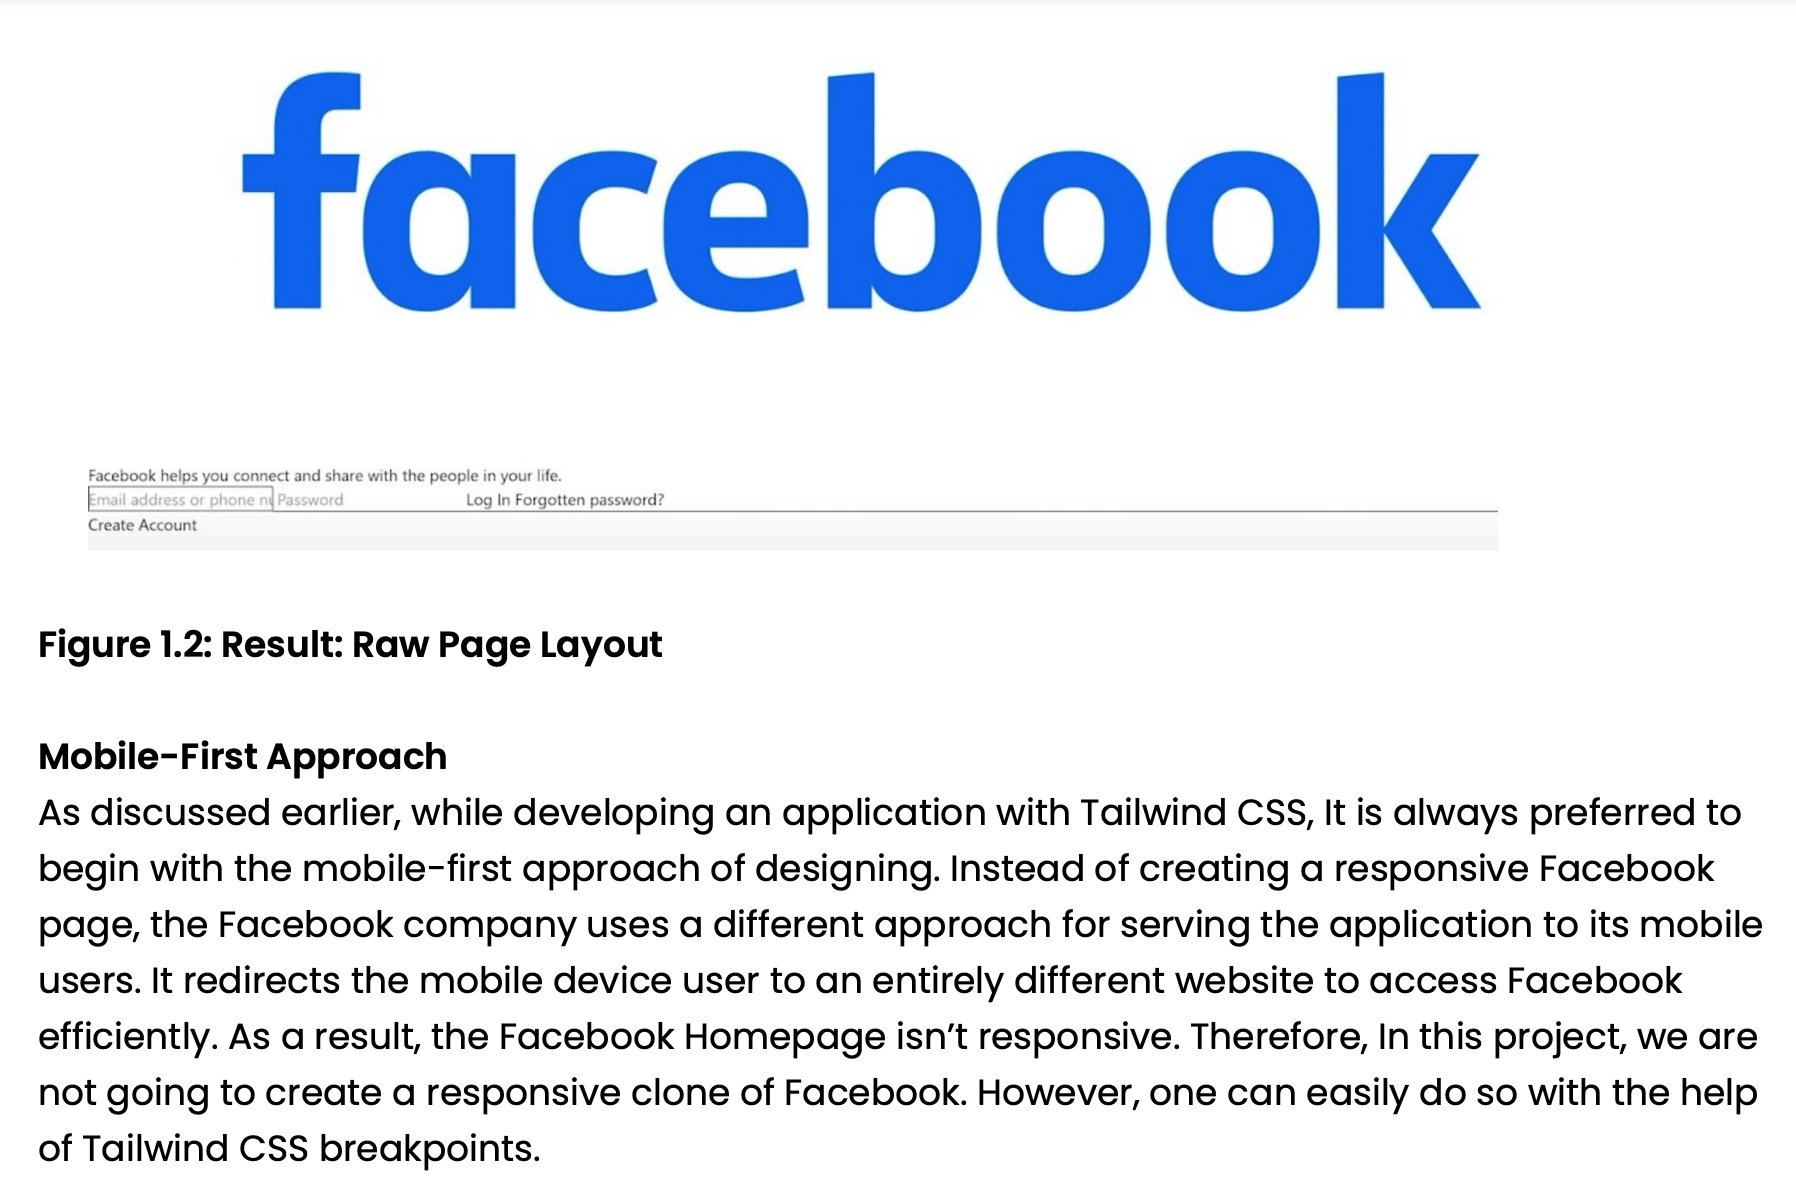 facebook
Facebook helps you connect and share with the people in your life.
Email address or phone nu Password Log In Forgotten password?
Create Account
Figure 1.2: Result: Raw Page Layout
Mobile-First Approach
As discussed earlier, while developing an application with Tailwind CSS, It is always preferred to
begin with the mobile-first approach of designing. Instead of creating a responsive Facebook
page, the Facebook company uses a different approach for serving the application to its mobile
users. It redirects the mobile device user to an entirely different website to access Facebook
efficiently. As a result, the Facebook Homepage isn’t responsive. Therefore, In this project, we are
not going to create a responsive clone of Facebook. However, one can easily do so with the help
of Tailwind CSS breakpoints.